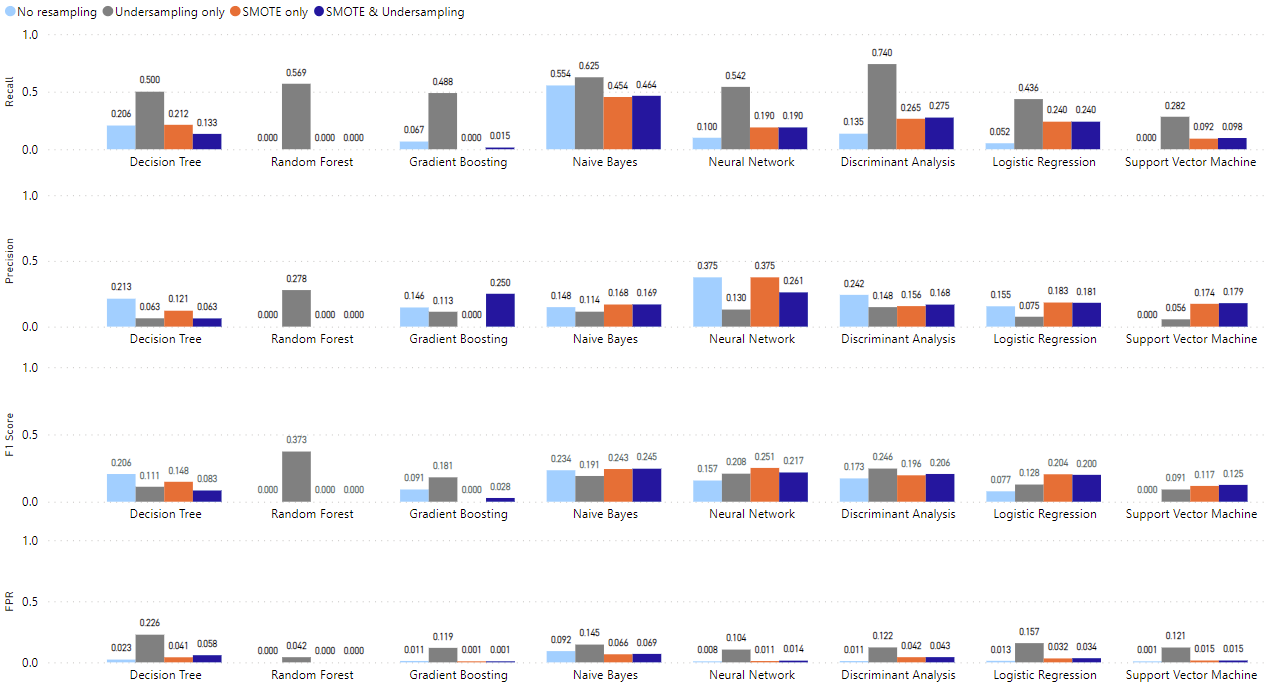 No resampling Undersampling only SMOTE only SMOTE & Undersampling
Recall
1.0
0.5
0.0
0.206 0.500 0.212 0.133
0.000 0.569 0.000 0.000
0.067 0.488 0.000 0.015
0.554 0.625 0.454 0.464
0.100 0.542 0.190 0.190
0.135 0.740 0.265 0.275
0.052 0.436 0.240 0.240
0.000 0.282 0.092 0.098
Decision Tree Random Forest Gradient Boosting Naive Bayes Neural Network Discriminant Analysis Logistic Regression Support Vector Machine
Precision
1.0
0.5
0.0
0.213 0.063 0.121 0.063
0.000 0.278 0.000 0.000
0.146 0.113 0.000 0.250
0.148 0.114 0.168 0.169
0.375 0.130 0.375 0.261
0.242 0.148 0.156 0.168
0.155 0.075 0.183 0.181
0.000 0.056 0.174 0.179
Decision Tree Random Forest Gradient Boosting Naive Bayes Neural Network Discriminant Analysis Logistic Regression Support Vector Machine
F1 Score
1.0
0.5
0.0
0.206 0.111 0.148 0.083
0.000 0.373 0.000 0.000
0.091 0.181 0.000 0.028
0.234 0.191 0.243 0.245
0.157 0.208 0.251 0.217
0.173 0.246 0.196 0.206
0.077 0.128 0.204 0.200
0.000 0.091 0.117 0.125
Decision Tree Random Forest Gradient Boosting Naive Bayes Neural Network Discriminant Analysis Logistic Regression Support Vector Machine
FPR
1.0
0.5
0.0
0.023 0.226 0.041 0.058
0.000 0.042 0.000 0.000
0.011 0.119 0.001 0.001
0.092 0.145 0.066 0.069
0.008 0.104 0.011 0.014
0.011 0.122 0.042 0.043
0.013 0.157 0.032 0.034
0.001 0.121 0.015 0.015
Decision Tree Random Forest Gradient Boosting Naive Bayes Neural Network Discriminant Analysis Logistic Regression Support Vector Machine